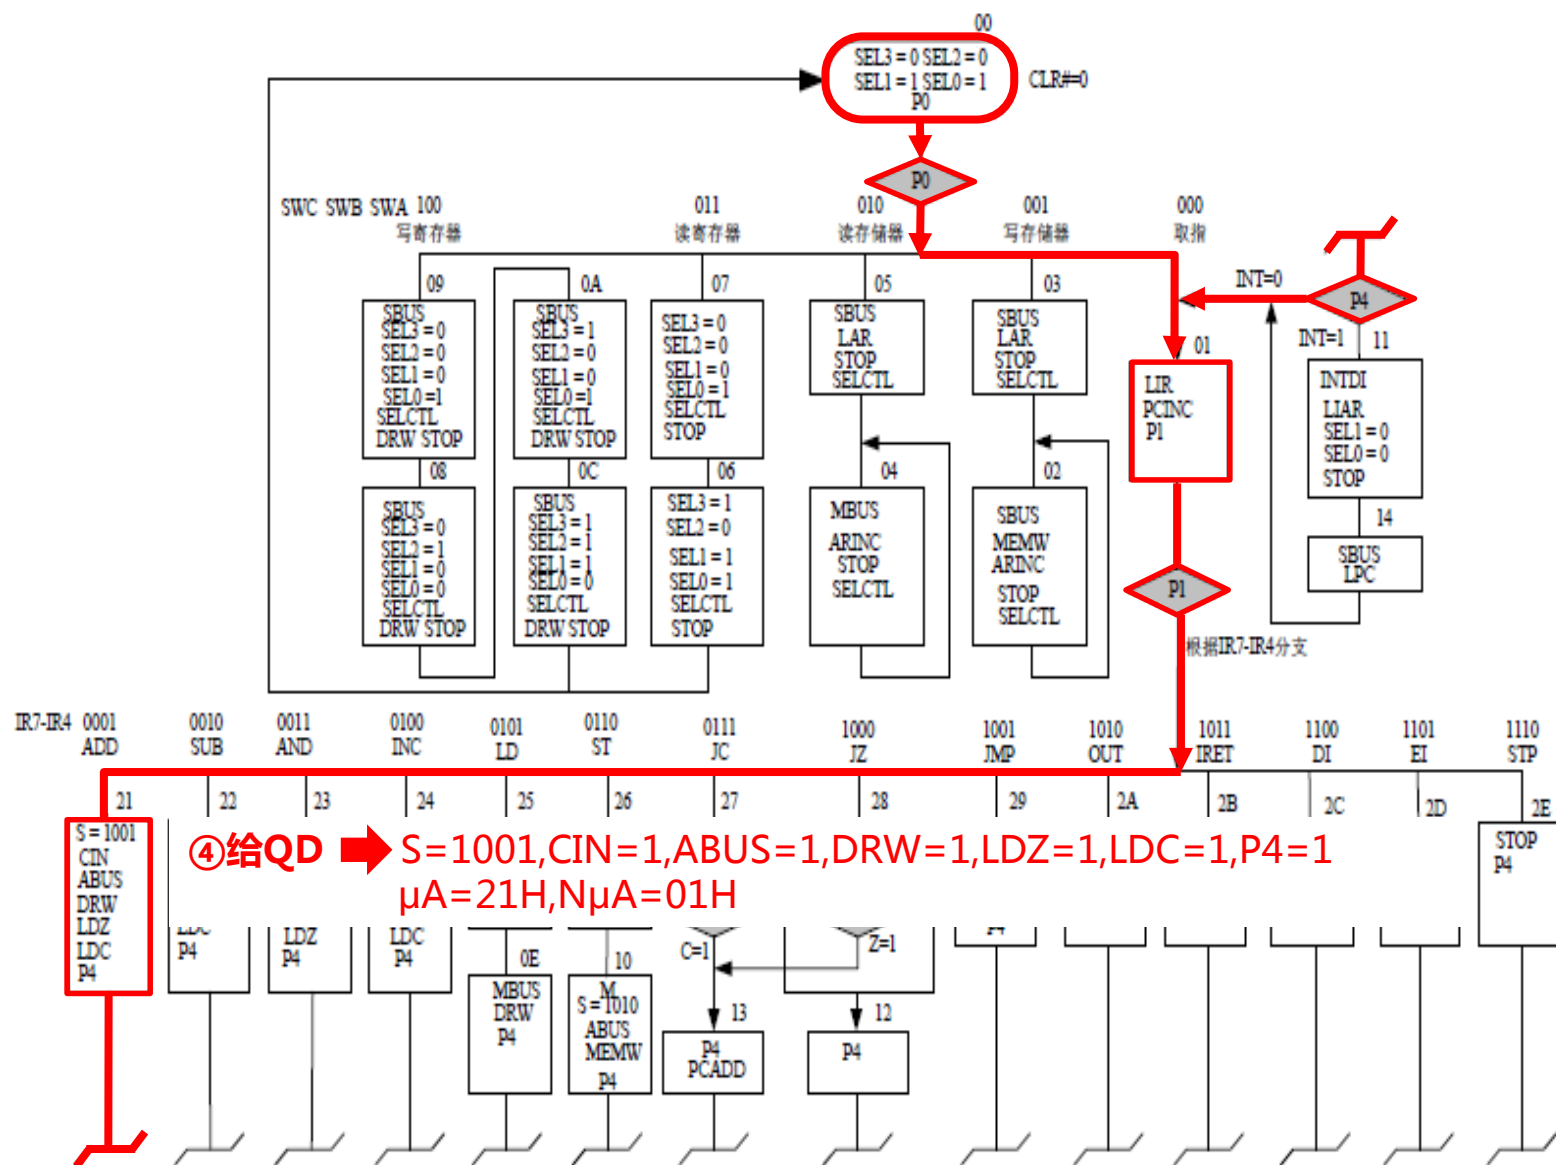 00
SEL3 = 0 SEL2 = 0
SEL1 = 1 SEL0 = 1
P0
CLR#=0
P0
SWC SWB SWA 100
写寄存器
011
读寄存器
010
读存储器
001
写存储器
000
取指
INT=0
P4
INT=1
11
09
SBUS
SEL3 = 0
SEL2 = 0
SEL1 = 0
SEL0 =1
SELCTL
DRW STOP
0A
SBUS
SEL3 = 1
SEL2 = 0
SEL1 = 0
SEL0 =1
SELCTL
DRW STOP
07
SEL3 = 0
SEL2 = 0
SEL1 = 0
SEL0 = 1
SELCTL
STOP
05
SBUS
LAR
STOP
SELCTL
03
SBUS
LAR
STOP
SELCTL
01
LIR
PCINC
P1
INTDI
LIAR
SEL1 = 0
SEL0 = 0
STOP
08
SBUS
SEL3 = 0
SEL2 = 1
SEL1 = 0
SEL0 = 0
SELCTL
DRW STOP
0C
SBUS
SEL3 = 1
SEL2 = 1
SEL1 = 1
SEL0 = 0
SELCTL
DRW STOP
06
SEL3 = 1
SEL2 = 0
SEL1 = 1
SEL0 = 1
SELCTL
STOP
04
MBUS
ARINC
STOP
SELCTL
02
SBUS
MEMW
ARINC
STOP
SELCTL
14
SBUS
LPC
P1
根据IR7-IR4分支
IR7-IR4 0001
ADD
0010
SUB
0011
AND
0100
INC
0101
LD
0110
ST
0111
JC
1000
JZ
1001
JMP
1010
OUT
1011
IRET
1100
DI
1101
EI
1110
STP
21
22
23
24
25
26
27
28
29
2A
2B
2C
2D
2E
S = 1001
CIN
ABUS
DRW
LDZ
LDC
P4
④给QD
S=1001,CIN=1,ABUS=1,DRW=1,LDZ=1,LDC=1,P4=1
μA=21H,NμA=01H
STOP
P4
LDC
P4
LDZ
P4
LDC
P4
C=1
Z=1
P4
0E
MBUS
DRW
P4
10
M
S = 1010
ABUS
MEMW
P4
13
P4
PCADD
12
P4